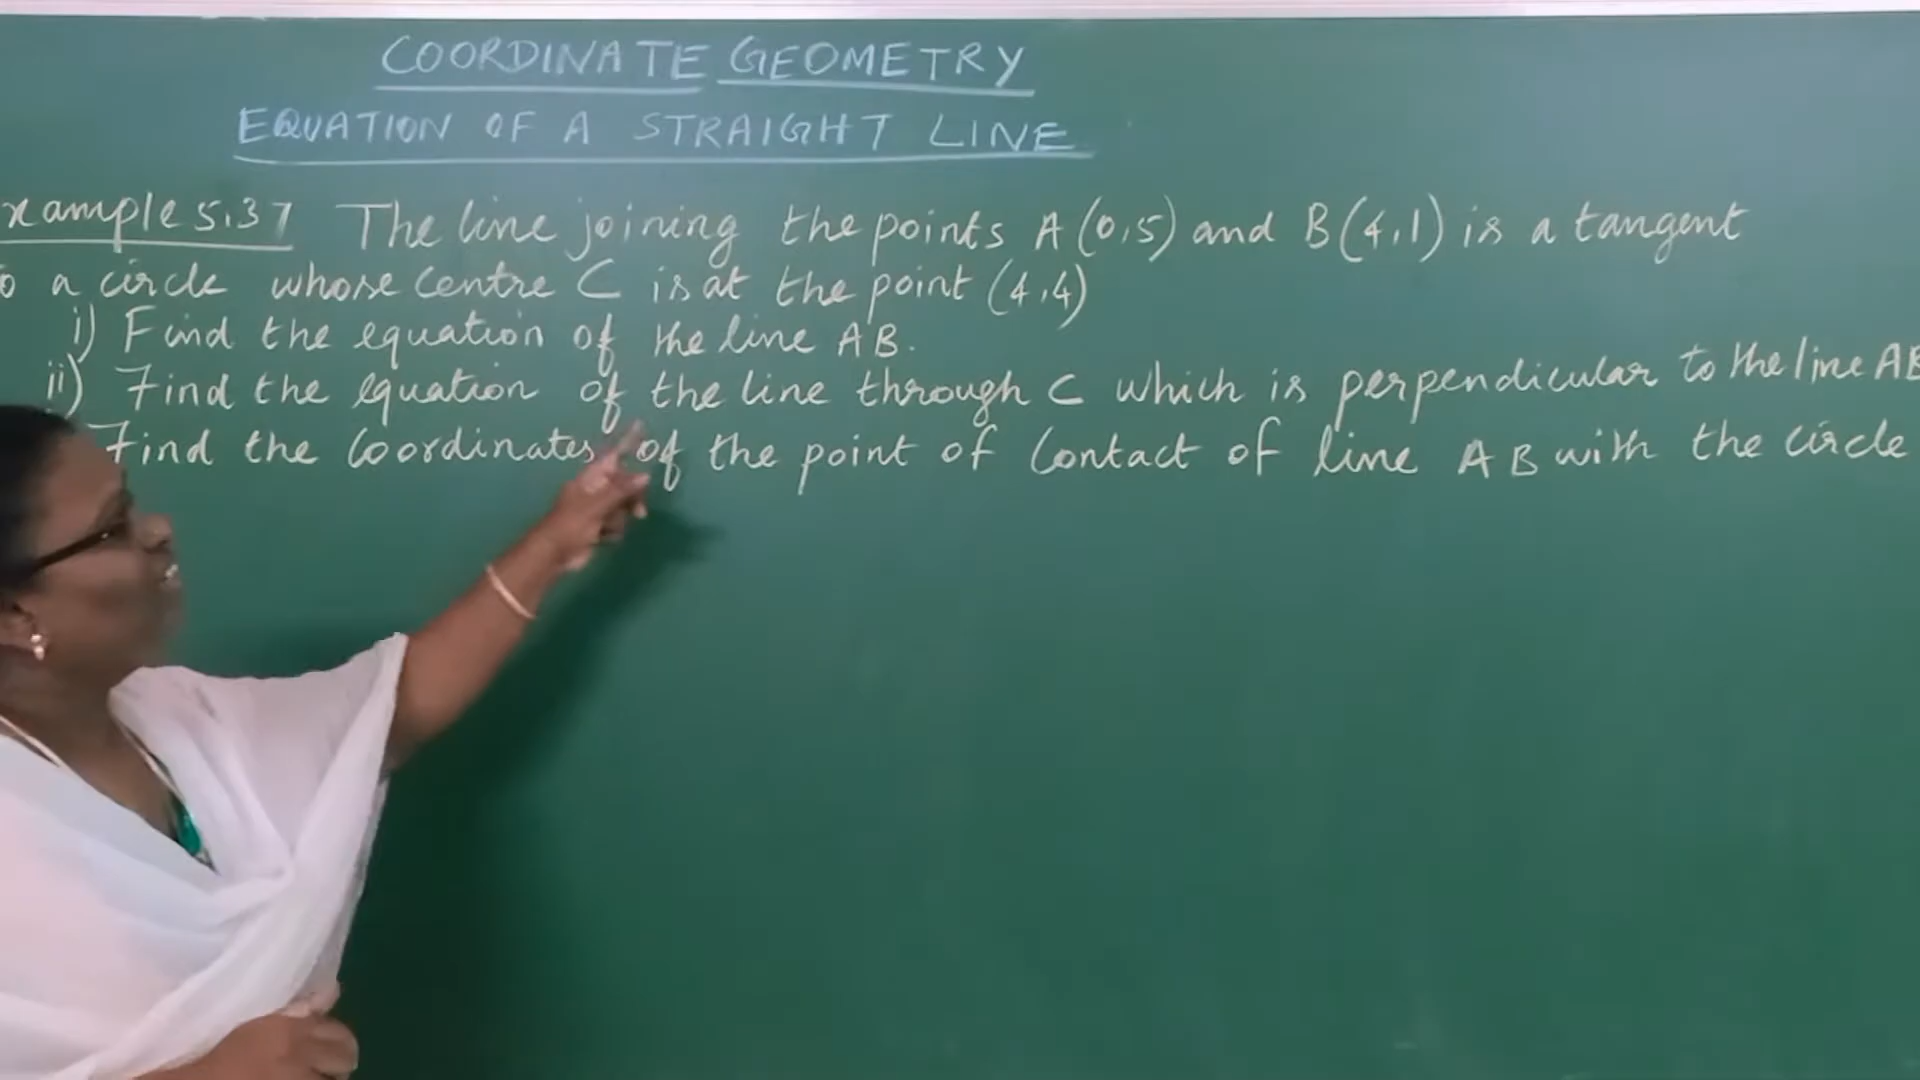 COORDINATE GEOMETRY
EQUATION OF A STRAIGHT LINE
xample 5.37 The line joining the points A(0,5) and B(4,1) is a tangent
o a circle whose centre C is at the point (4,4)
i) Find the equation of the line AB.
ii) Find the equation of the line through C which is perpendicular to the line AB
Find the coordinates of the point of contact of line AB with the circle